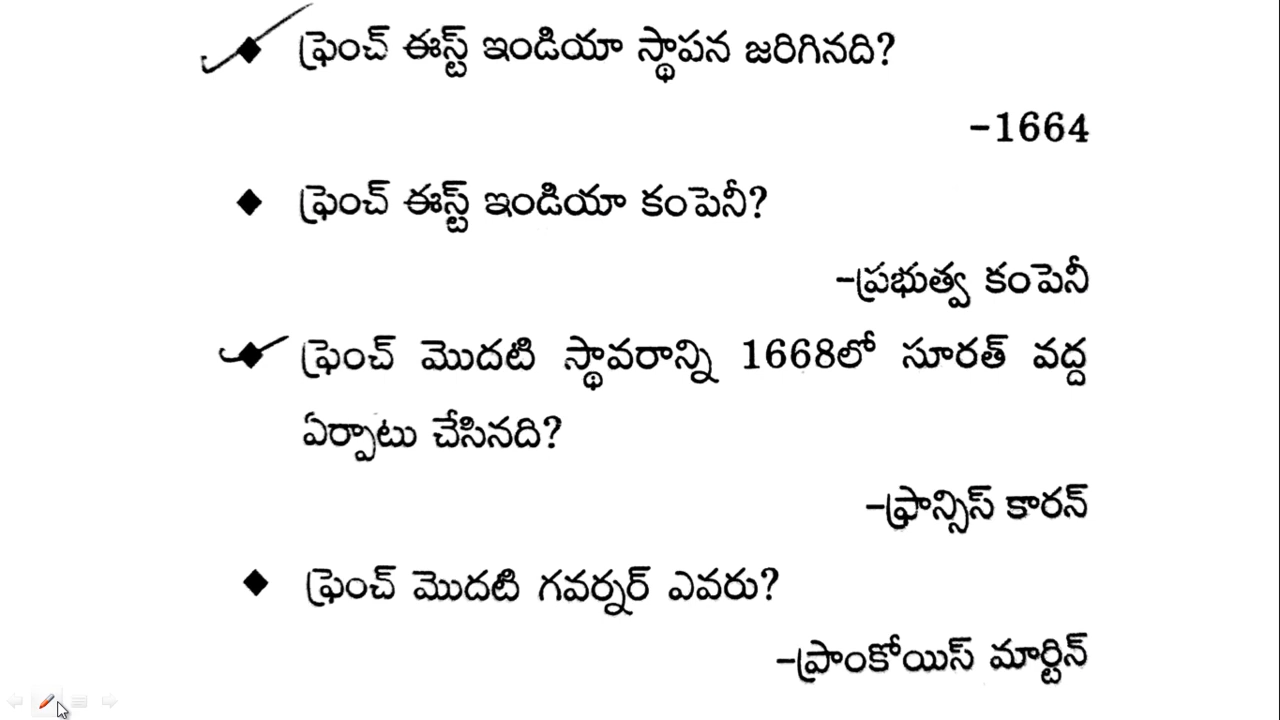 ఫ్రెంచ్ ఈస్ట్ ఇండియా స్థాపన జరిగినది?
-1664
ఫ్రెంచ్ ఈస్ట్ ఇండియా కంపెనీ?
-ప్రభుత్వ కంపెనీ
ఫ్రెంచ్ మొదటి స్థావరాన్ని 1668లో సూరత్ వద్ద
ఏర్పాటు చేసినది?
-ఫ్రాన్సిస్ కారన్
ఫ్రెంచ్ మొదటి గవర్నర్ ఎవరు?
-ప్రాంకోయిస్ మార్టిన్